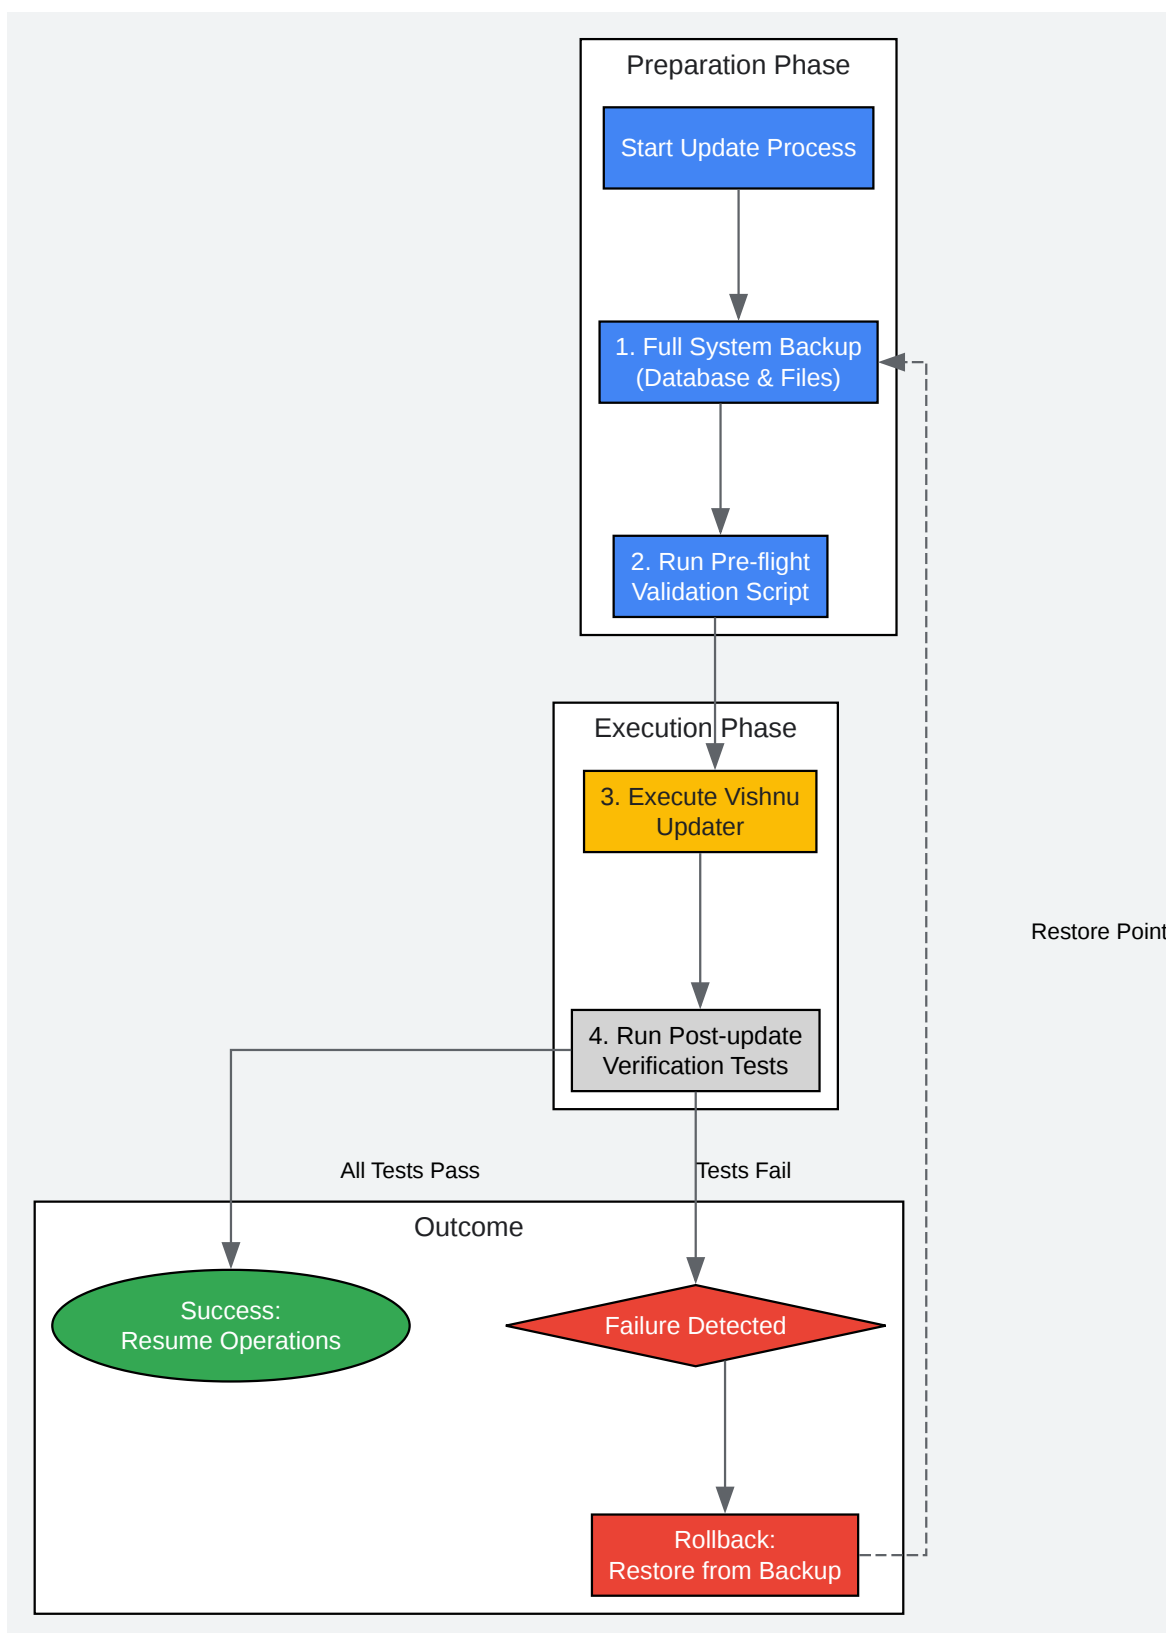 Preparation Phase
Start Update Process
1. Full System Backup
(Database & Files)
2. Run Pre-flight
Validation Script
Execution Phase
3. Execute Vishnu
Updater
Restore Point
4. Run Post-update
Verification Tests
All Tests Pass
Tests Fail
Outcome
Success:
Resume Operations
Failure Detected
Rollback:
Restore from Backup